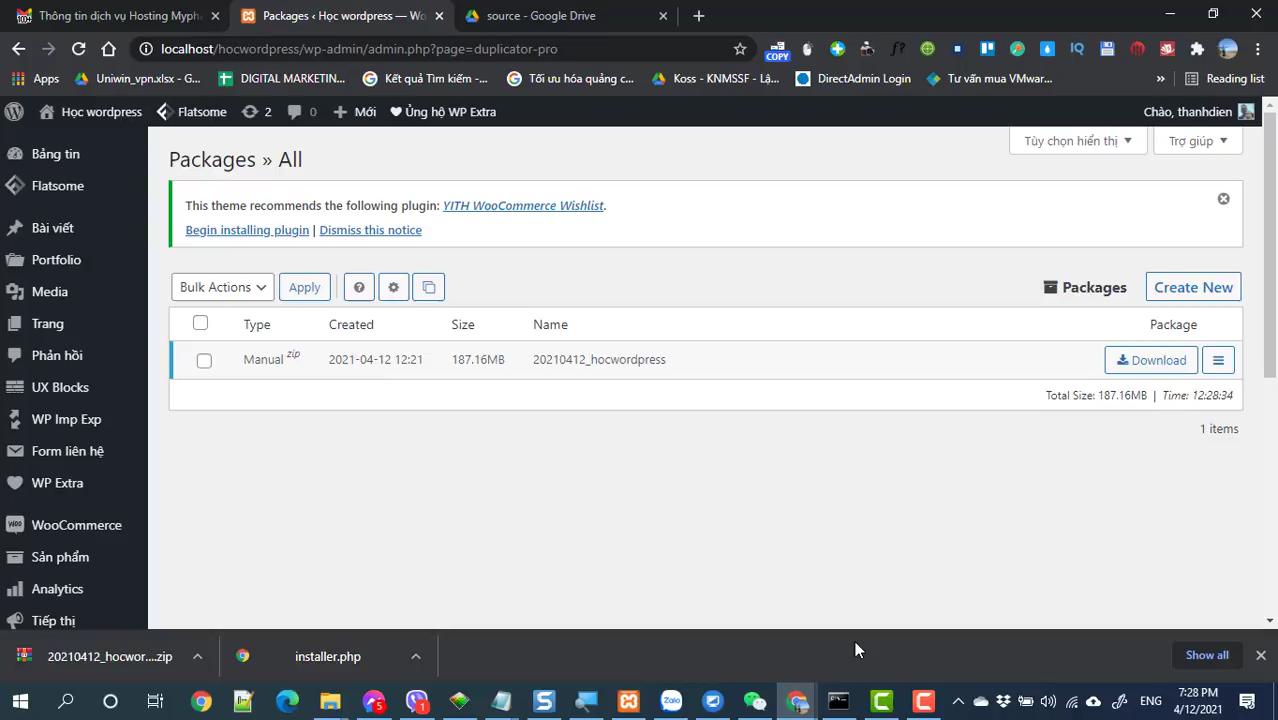 Thông tin dịch vụ Hosting Mypha
Packages ‹ Học wordpress — Wo
source - Google Drive
localhost/hocwordpress/wp-admin/admin.php?page=duplicator-pro
COPY
f?
IQ
Apps
Uniwin_vpn.xlsx - G...
DIGITAL MARKETIN...
Kết quả Tìm kiếm -...
Tối ưu hóa quảng c...
Koss - KNMSSF - Lậ...
DirectAdmin Login
Tư vấn mua VMwar...
»
Reading list
Học wordpress
Flatsome
2
0
Mới
Ủng hộ WP Extra
Chào, thanhdien
Bảng tin
Flatsome
Bài viết
Portfolio
Media
Trang
Phản hồi
UX Blocks
WP Imp Exp
Form liên hệ
WP Extra
WooCommerce
Sản phẩm
Analytics
Tiếp thị
Tùy chọn hiển thị
Trợ giúp
Packages » All
This theme recommends the following plugin: YITH WooCommerce Wishlist.
Begin installing plugin | Dismiss this notice
Bulk Actions
Apply
Packages
Create New
Type Created Size Name Package
Manual zip 2021-04-12 12:21 187.16MB 20210412_hocwordpress Download
Total Size: 187.16MB | Time: 12:28:34
1 items
20210412_hocwor....zip
installer.php
Show all
5
1
ENG
7:28 PM
4/12/2021